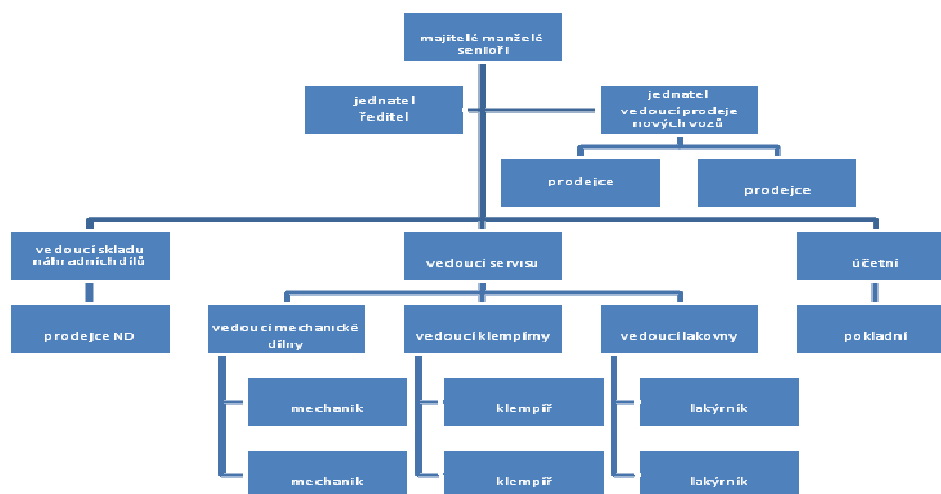 majitelé manželé
senioři
jednatel
ředitel
jednatel
vedoucí prodeje
nových vozů
prodejce
prodejce
vedoucí skladu
náhradních dílů
vedoucí servisu
účetní
prodejce ND
vedoucí mechanické
dílny
vedoucí klempírny
vedoucí lakovny
pokladní
mechanik
klempíř
lakýrník
mechanik
klempíř
lakýrník